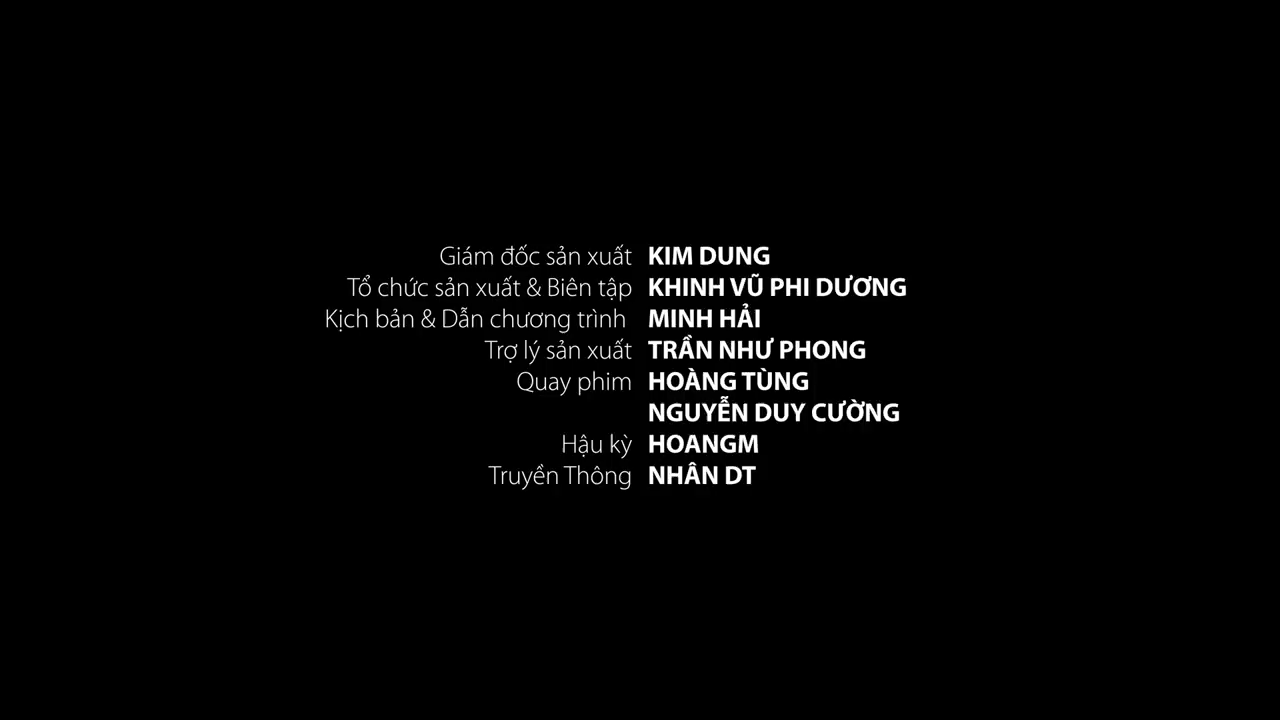 Giám đốc sản xuất KIM DUNG
Tổ chức sản xuất & Biên tập KHINH VŨ PHI DƯƠNG
Kịch bản & Dẫn chương trình MINH HẢI
Trợ lý sản xuất TRẦN NHƯ PHONG
Quay phim HOÀNG TÙNG
NGUYỄN DUY CƯỜNG
Hậu kỳ HOANGM
Truyền Thông NHÂN DT